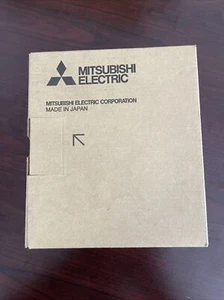 MITSUBISHI
ELECTRIC
MITSUBISHI ELECTRIC CORPORATION
MADE IN JAPAN